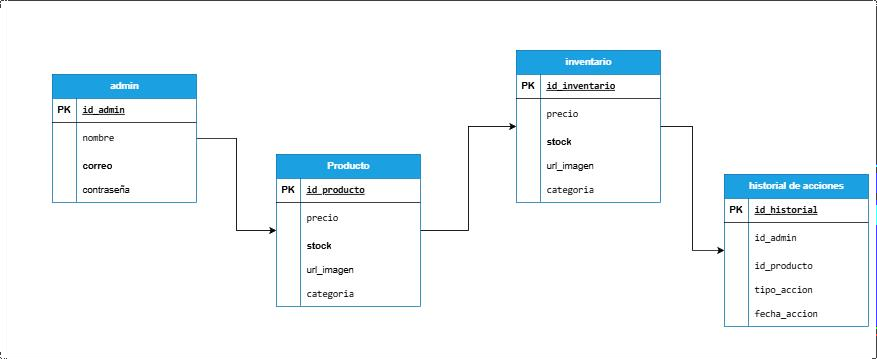 admin
PK id_admin
nombre
correo
contraseña
Producto
PK id_producto
precio
stock
url_imagen
categoria
inventario
PK id_inventario
precio
stock
url_imagen
categoria
historial de acciones
PK id_historial
id_admin
id_producto
tipo_accion
fecha_accion